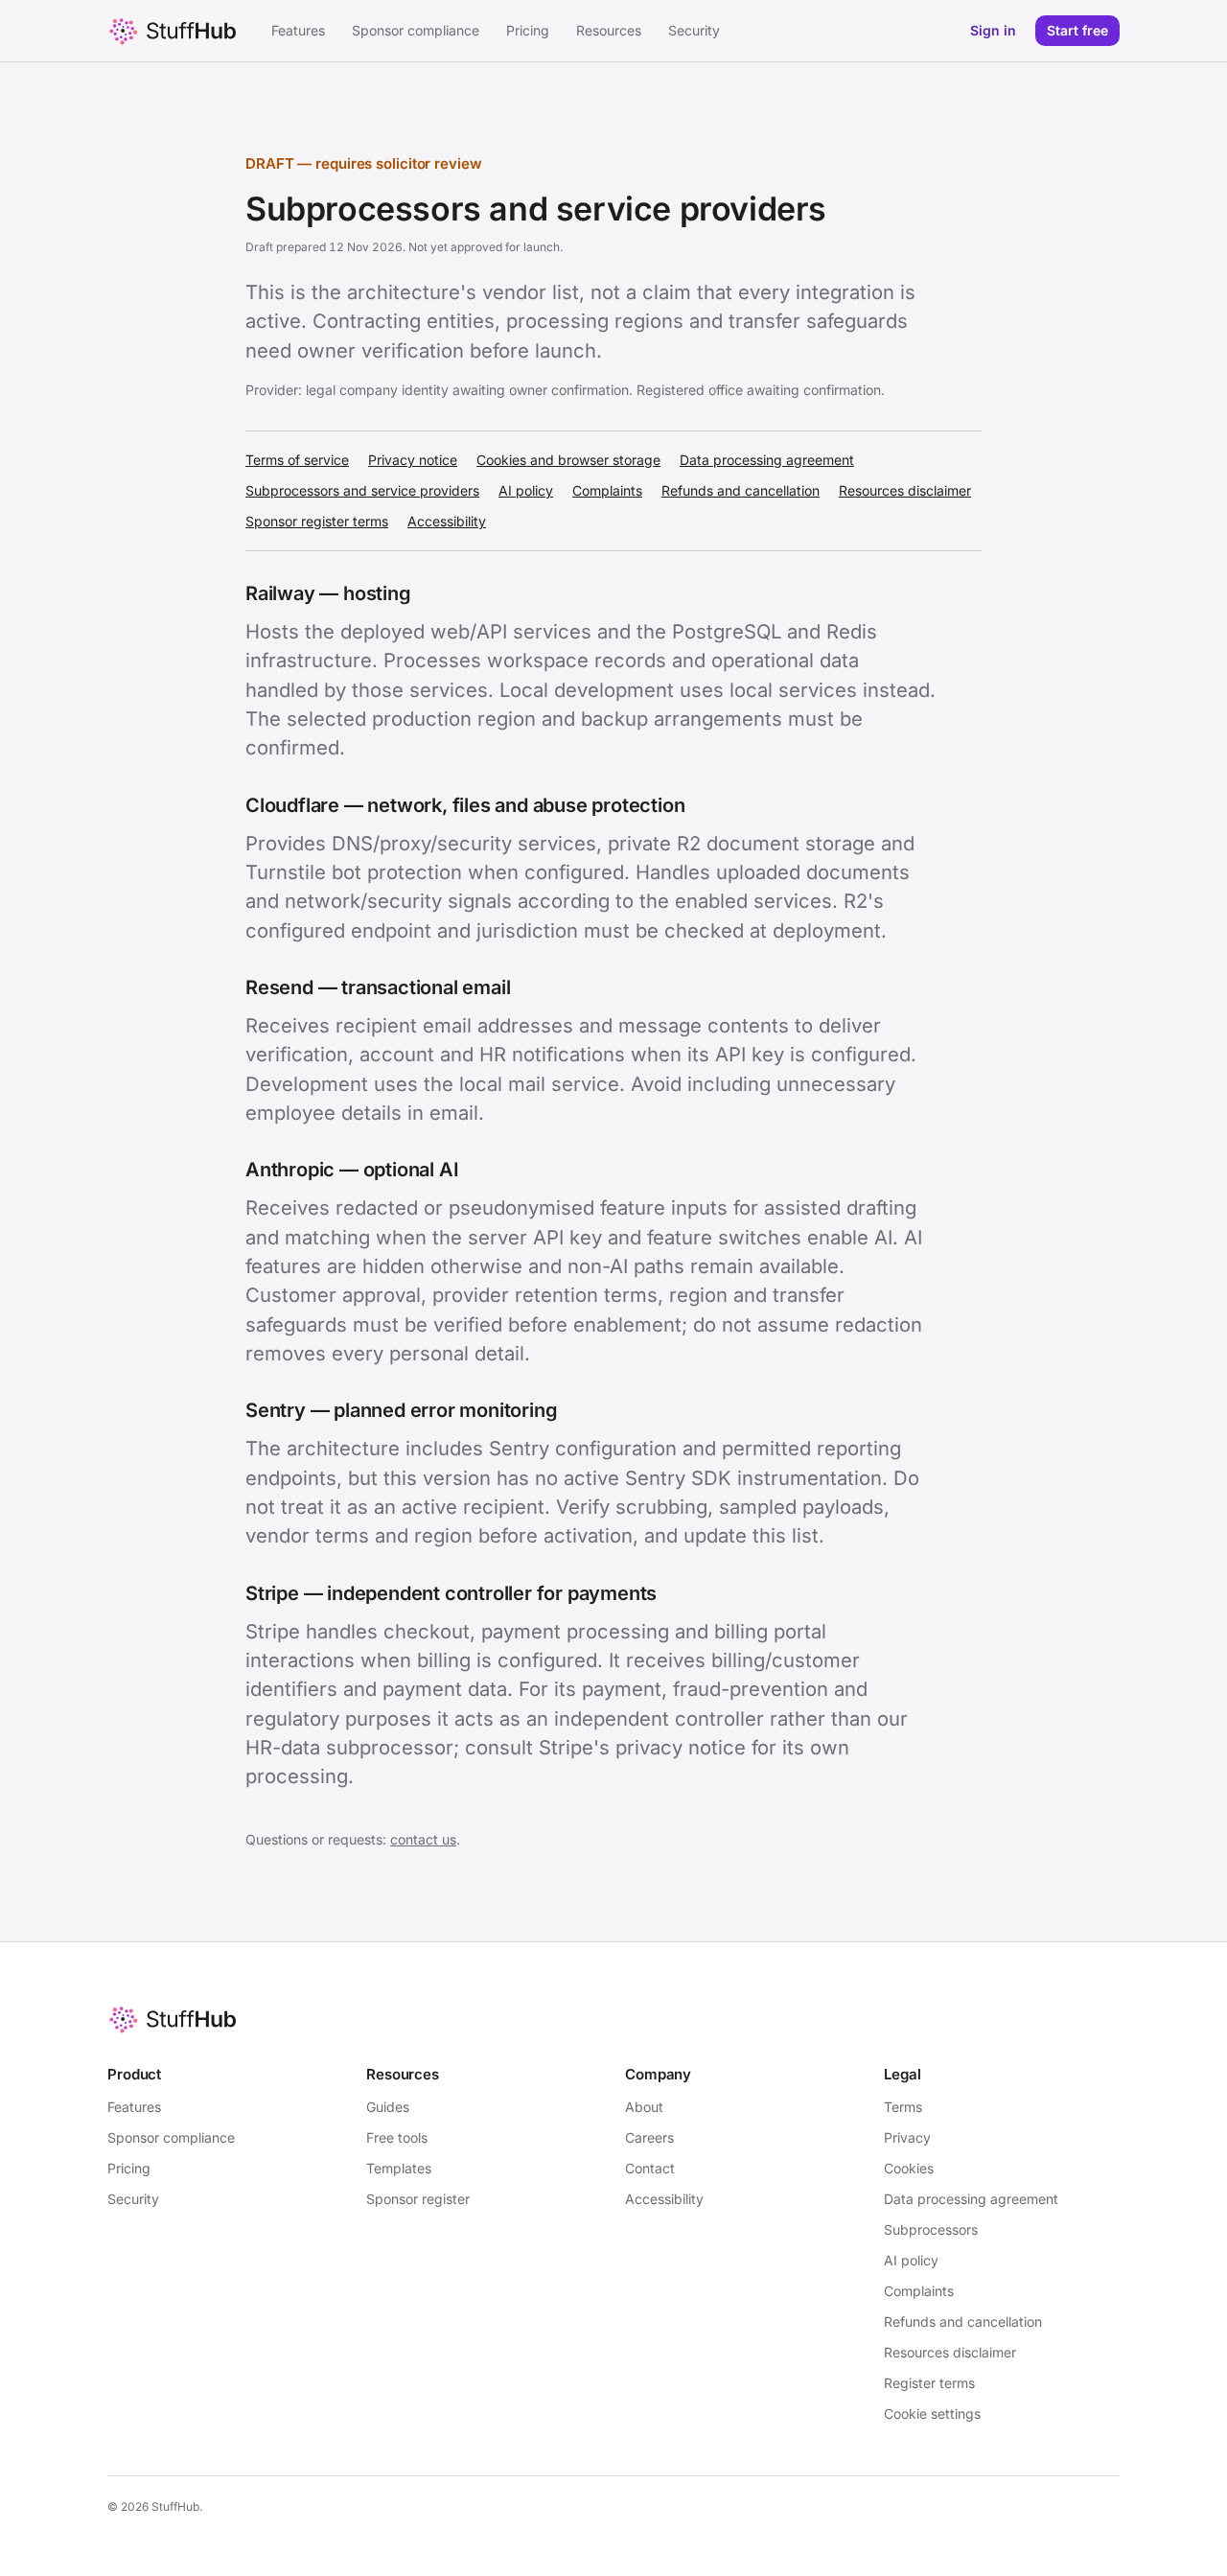 StuffHub Features Sponsor compliance Pricing Resources Security Sign in Start free
DRAFT — requires solicitor review
Subprocessors and service providers
Draft prepared 12 Nov 2026. Not yet approved for launch.
This is the architecture's vendor list, not a claim that every integration is
active. Contracting entities, processing regions and transfer safeguards
need owner verification before launch.
Provider: legal company identity awaiting owner confirmation. Registered office awaiting confirmation.
Terms of service Privacy notice Cookies and browser storage Data processing agreement
Subprocessors and service providers AI policy Complaints Refunds and cancellation Resources disclaimer
Sponsor register terms Accessibility
Railway — hosting
Hosts the deployed web/API services and the PostgreSQL and Redis
infrastructure. Processes workspace records and operational data
handled by those services. Local development uses local services instead.
The selected production region and backup arrangements must be
confirmed.
Cloudflare — network, files and abuse protection
Provides DNS/proxy/security services, private R2 document storage and
Turnstile bot protection when configured. Handles uploaded documents
and network/security signals according to the enabled services. R2's
configured endpoint and jurisdiction must be checked at deployment.
Resend — transactional email
Receives recipient email addresses and message contents to deliver
verification, account and HR notifications when its API key is configured.
Development uses the local mail service. Avoid including unnecessary
employee details in email.
Anthropic — optional AI
Receives redacted or pseudonymised feature inputs for assisted drafting
and matching when the server API key and feature switches enable AI. AI
features are hidden otherwise and non-AI paths remain available.
Customer approval, provider retention terms, region and transfer
safeguards must be verified before enablement; do not assume redaction
removes every personal detail.
Sentry — planned error monitoring
The architecture includes Sentry configuration and permitted reporting
endpoints, but this version has no active Sentry SDK instrumentation. Do
not treat it as an active recipient. Verify scrubbing, sampled payloads,
vendor terms and region before activation, and update this list.
Stripe — independent controller for payments
Stripe handles checkout, payment processing and billing portal
interactions when billing is configured. It receives billing/customer
identifiers and payment data. For its payment, fraud-prevention and
regulatory purposes it acts as an independent controller rather than our
HR-data subprocessor; consult Stripe's privacy notice for its own
processing.
Questions or requests: contact us.
StuffHub
Product
Features
Sponsor compliance
Pricing
Security
Resources
Guides
Free tools
Templates
Sponsor register
Company
About
Careers
Contact
Accessibility
Legal
Terms
Privacy
Cookies
Data processing agreement
Subprocessors
AI policy
Complaints
Refunds and cancellation
Resources disclaimer
Register terms
Cookie settings
© 2026 StuffHub.